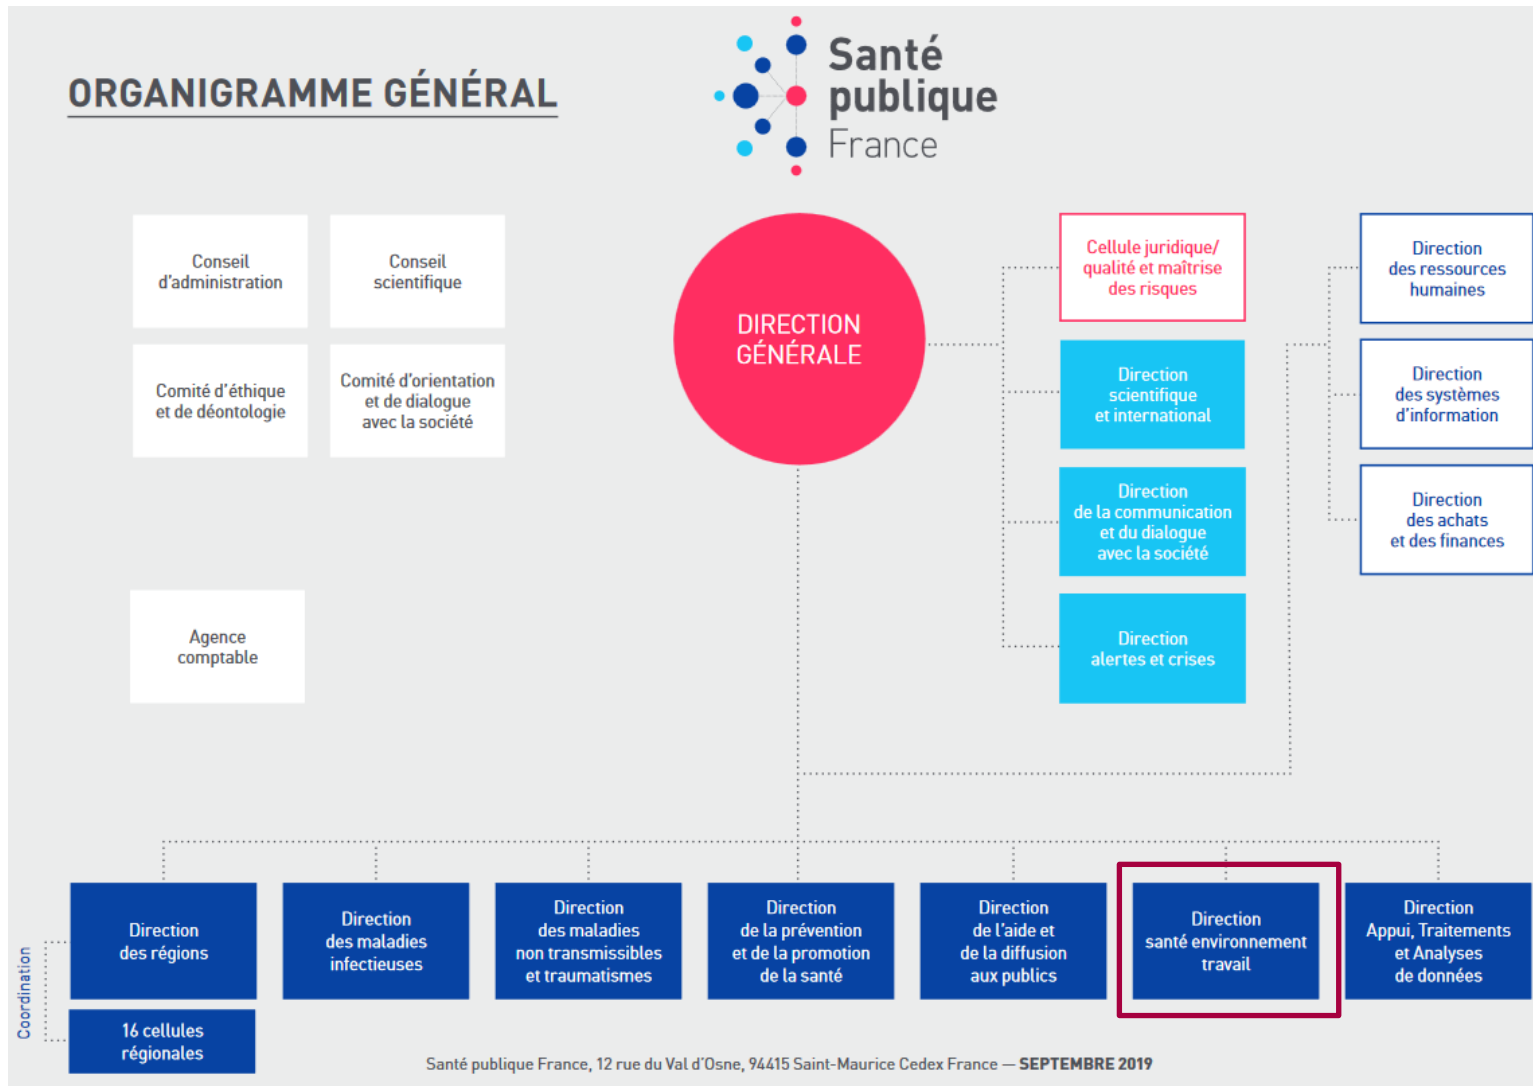 ORGANIGRAMME GÉNÉRAL
Santé
publique
France
Conseil
d'administration
Conseil
scientifique
Comité d'éthique
et de déontologie
Comité d'orientation
et de dialogue
avec la société
Agence
comptable
DIRECTION
GÉNÉRALE
Cellule juridique/
qualité et maîtrise
des risques
Direction
scientifique
et international
Direction
de la communication
et du dialogue
avec la société
Direction
alertes et crises
Direction
des ressources
humaines
Direction
des systèmes
d'information
Direction
des achats
et des finances
Coordination
Direction
des régions
16 cellules
régionales
Direction
des maladies
infectieuses
Direction
des maladies
non transmissibles
et traumatismes
Direction
de la prévention
et de la promotion
de la santé
Direction
de l'aide et
de la diffusion
aux publics
Direction
santé environnement
travail
Direction
Appui, Traitements
et Analyses
de données
Santé publique France, 12 rue du Val d'Osne, 94415 Saint-Maurice Cedex France — SEPTEMBRE 2019